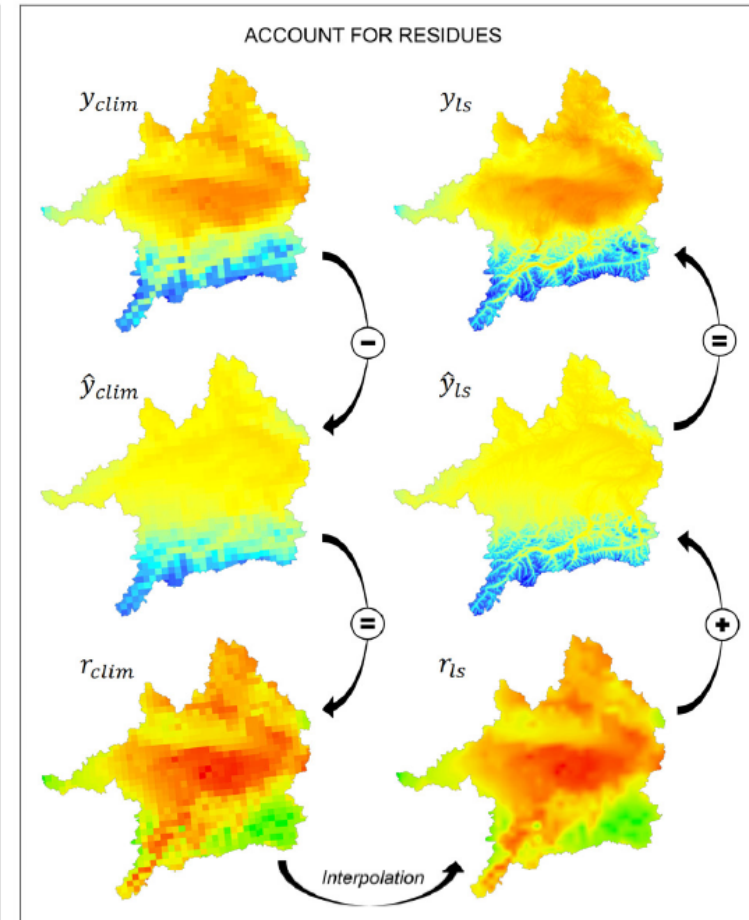 ACCOUNT FOR RESIDUES
y_clim y_ls
−
=
ŷ_clim ŷ_ls
=
+
r_clim r_ls
Interpolation